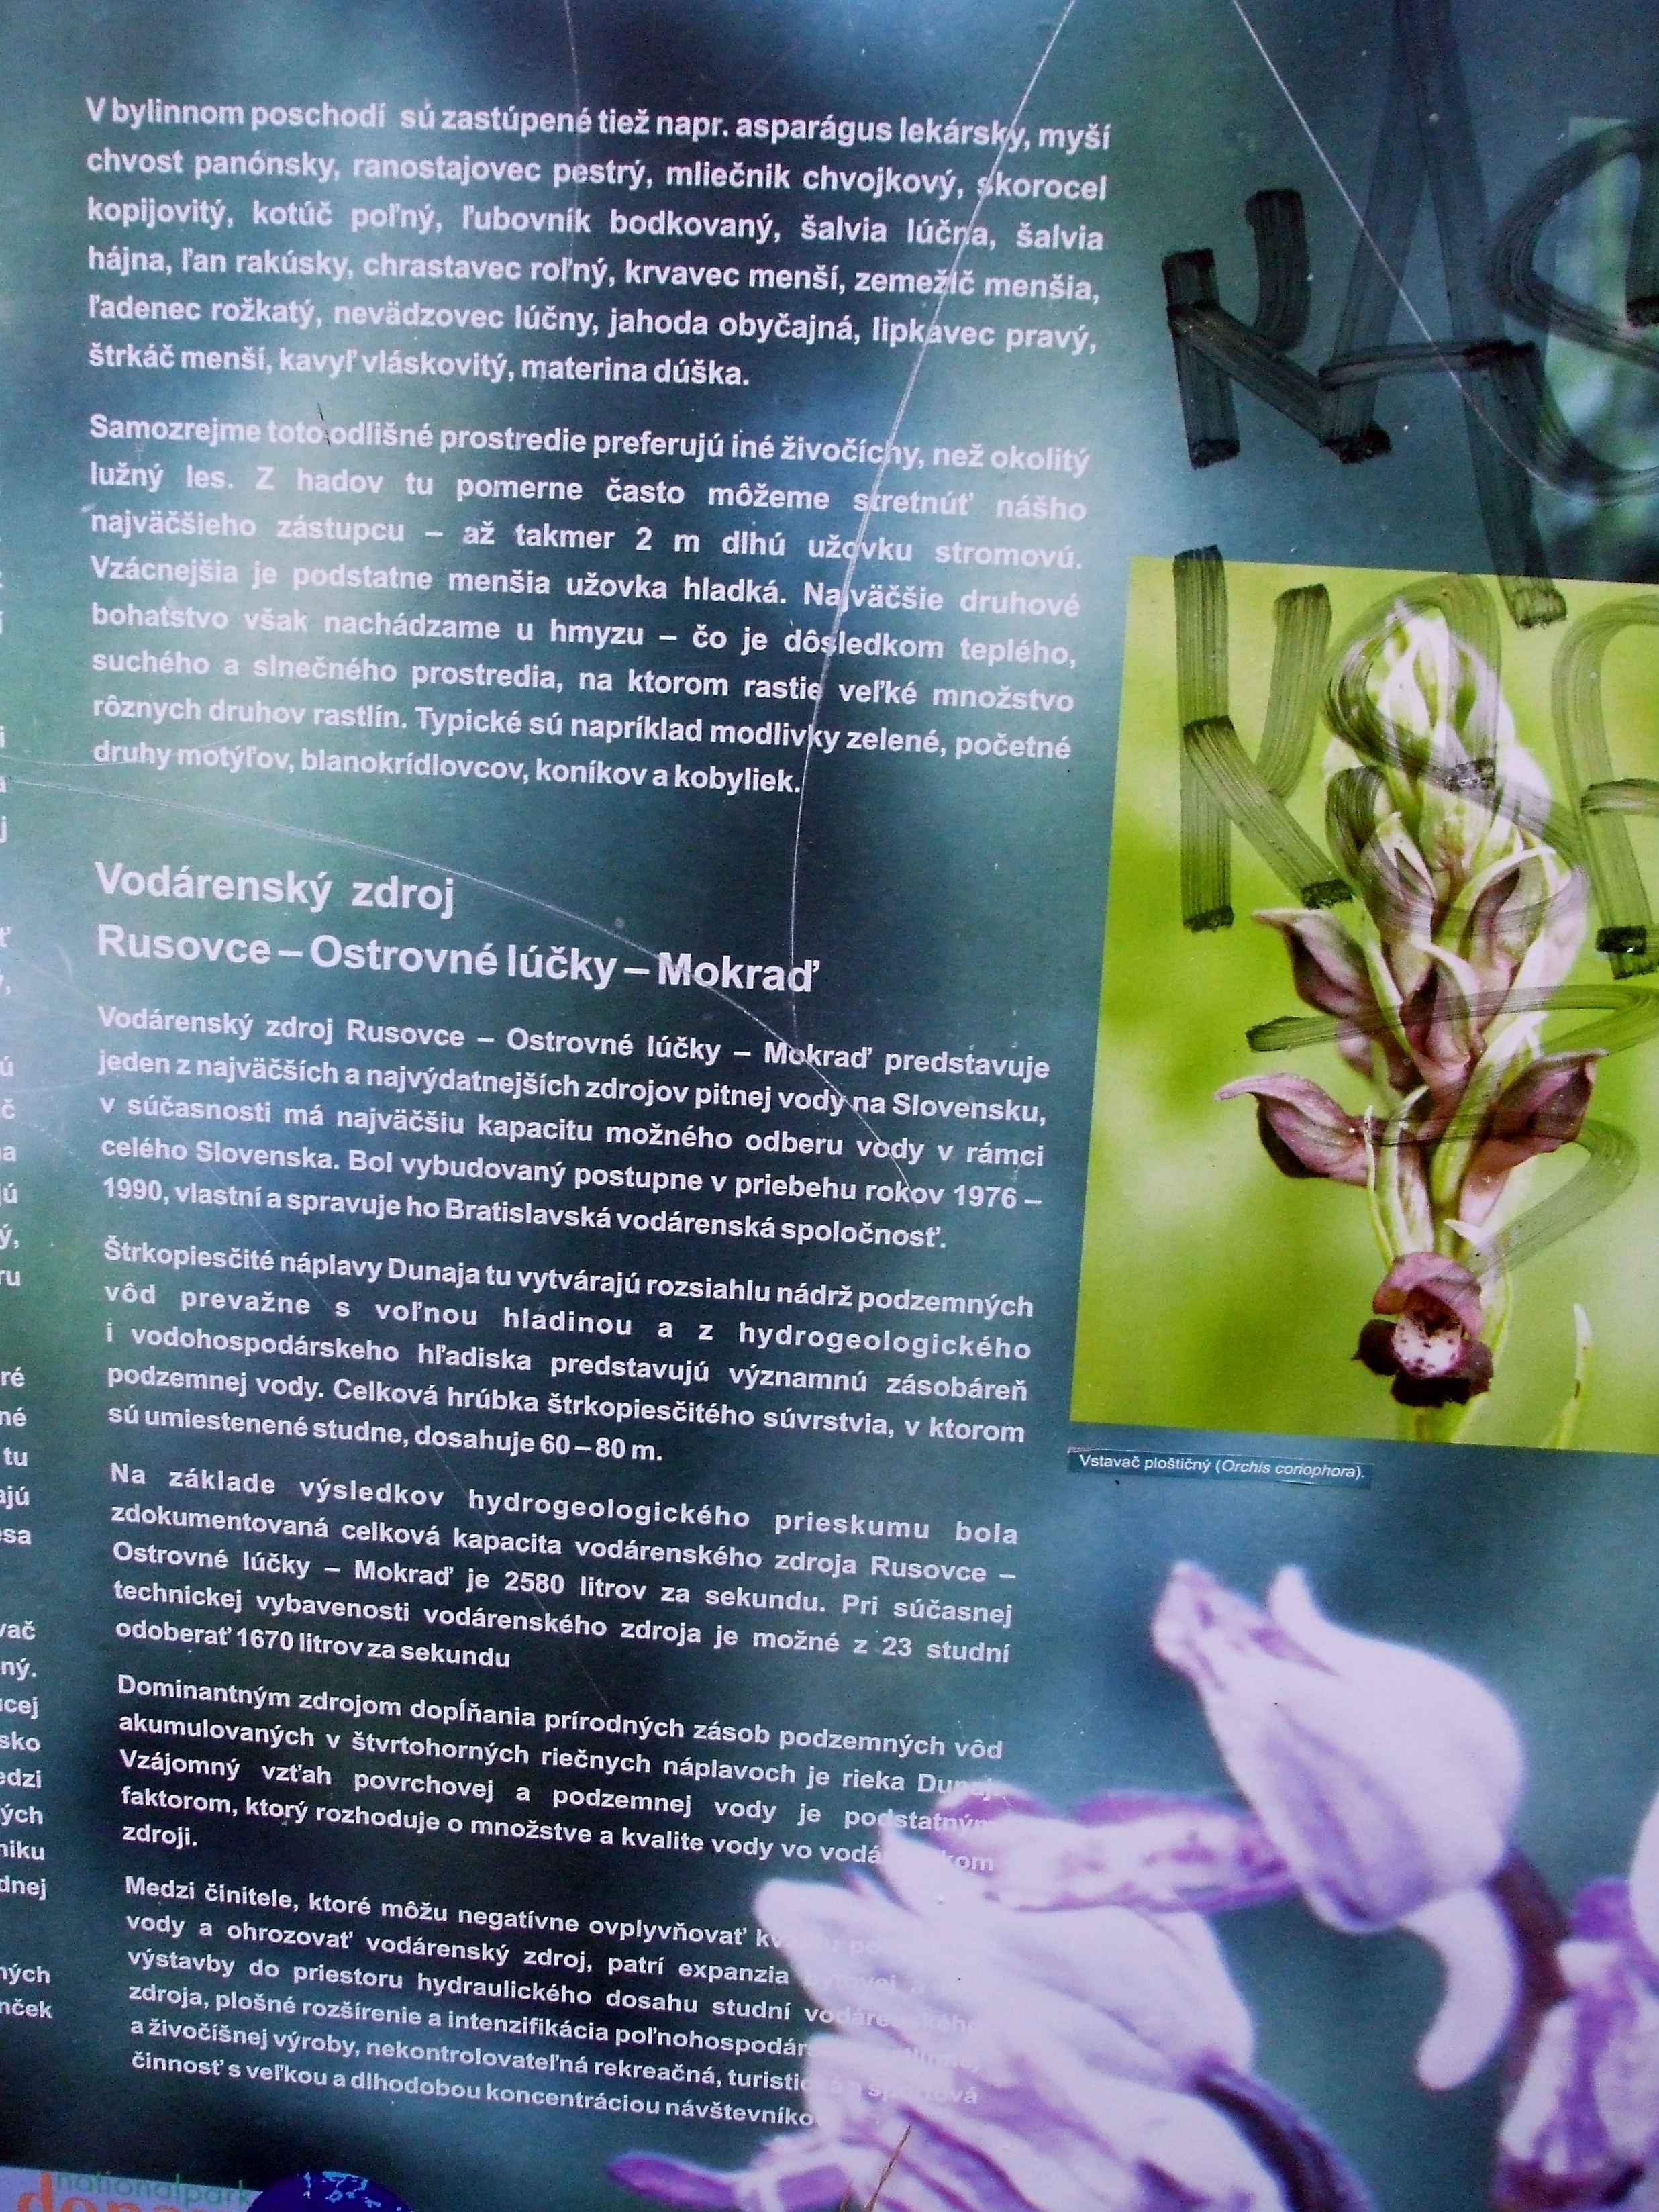 V bylinnom poschodí sú zastúpené tiež napr. asparágus lekársky, myší
chvost panónsky, ranostajovec pestrý, mliečnik chvojkový, skorocel
kopijovitý, kotúč poľný, ľubovník bodkovaný, šalvia lúčna, šalvia
hájna, ľan rakúsky, chrastavec roľný, krvavec menší, zemežlč menšia,
ľadenec rožkatý, nevädzovec lúčny, jahoda obyčajná, lipkavec pravý,
štrkáč menší, kavyľ vláskovitý, materina dúška.
Samozrejme toto odlišné prostredie preferujú iné živočíchy, než okolitý
lužný les. Z hadov tu pomerne často môžeme stretnúť nášho
najväčšieho zástupcu – až takmer 2 m dlhú užovku stromovú.
Vzácnejšia je podstatne menšia užovka hladká. Najväčšie druhové
bohatstvo však nachádzame u hmyzu – čo je dôsledkom teplého,
suchého a slnečného prostredia, na ktorom rastie veľké množstvo
rôznych druhov rastlín. Typické sú napríklad modlivky zelené, početné
druhy motýľov, blanokrídlovcov, koníkov a kobyliek.
Vodárenský zdroj
Rusovce – Ostrovné lúčky – Mokraď
Vodárenský zdroj Rusovce – Ostrovné lúčky – Mokraď predstavuje
jeden z najväčších a najvýdatnejších zdrojov pitnej vody na Slovensku,
v súčasnosti má najväčšiu kapacitu možného odberu vody v rámci
celého Slovenska. Bol vybudovaný postupne v priebehu rokov 1976 –
1990, vlastní a spravuje ho Bratislavská vodárenská spoločnosť.
Štrkopiesčité náplavy Dunaja tu vytvárajú rozsiahlu nádrž podzemných
vôd prevažne s voľnou hladinou a z hydrogeologického
i vodohospodárskeho hľadiska predstavujú významnú zásobáreň
podzemnej vody. Celková hrúbka štrkopiesčitého súvrstvia, v ktorom
sú umiestenené studne, dosahuje 60 – 80 m.
Na základe výsledkov hydrogeologického prieskumu bola
zdokumentovaná celková kapacita vodárenského zdroja Rusovce –
Ostrovné lúčky – Mokraď je 2580 litrov za sekundu. Pri súčasnej
technickej vybavenosti vodárenského zdroja je možné z 23 studní
odoberať 1670 litrov za sekundu
Dominantným zdrojom dopĺňania prírodných zásob podzemných vôd
akumulovaných v štvrtohorných riečnych náplavoch je rieka Dunaja.
Vzájomný vzťah povrchovej a podzemnej vody je podstatným
faktorom, ktorý rozhoduje o množstve a kvalite vody vo vodárenskom
zdroji.
Medzi činitele, ktoré môžu negatívne ovplyvňovať
vody a ohrozovať vodárenský zdroj, patrí expanzia
výstavby do priestoru hydraulického dosahu studní vodárenského
zdroja, plošné rozšírenie a intenzifikácia
a živočíšnej výroby, nekontrolovateľná rekreačná,
činnosť s veľkou a dlhodobou koncentráciou
Vstavač ploštičný (Orchis coriophora).
nationalpark